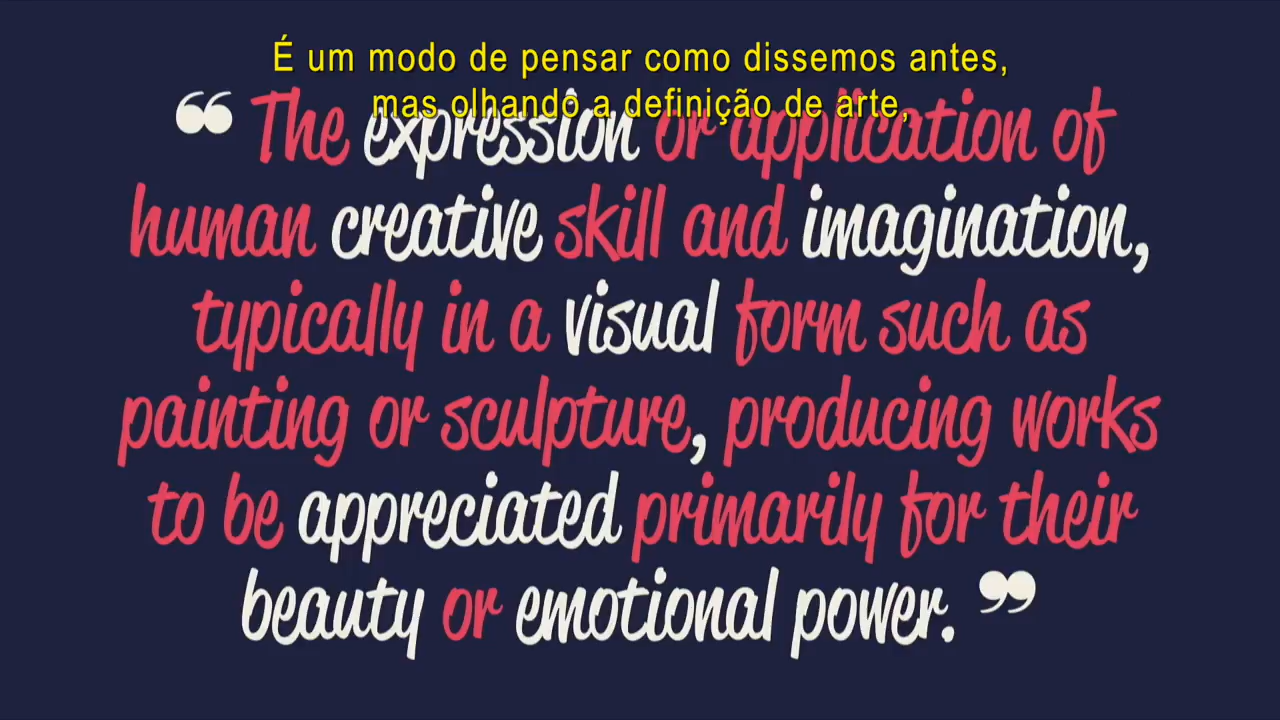 É um modo de pensar como dissemos antes,
mas olhando a definição de arte,
“ The expression or application of
human creative skill and imagination,
typically in a visual form such as
painting or sculpture, producing works
to be appreciated primarily for their
beauty or emotional power. ”